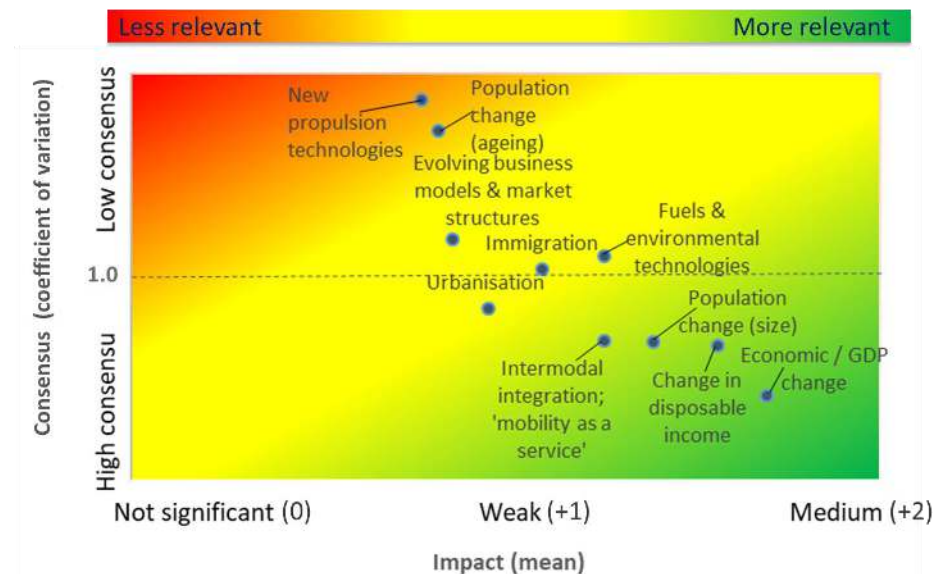 Less relevant
More relevant
Consensus (coefficient of variation)
Low consensus
1.0
High consensu
New
propulsion
technologies
Population
change
(ageing)
Evolving business
models & market
structures
Immigration
Fuels &
environmental
technologies
Urbanisation
Population
change (size)
Intermodal
integration;
'mobility as a
service'
Change in
disposable
income
Economic / GDP
change
Not significant (0)
Weak (+1)
Medium (+2)
Impact (mean)